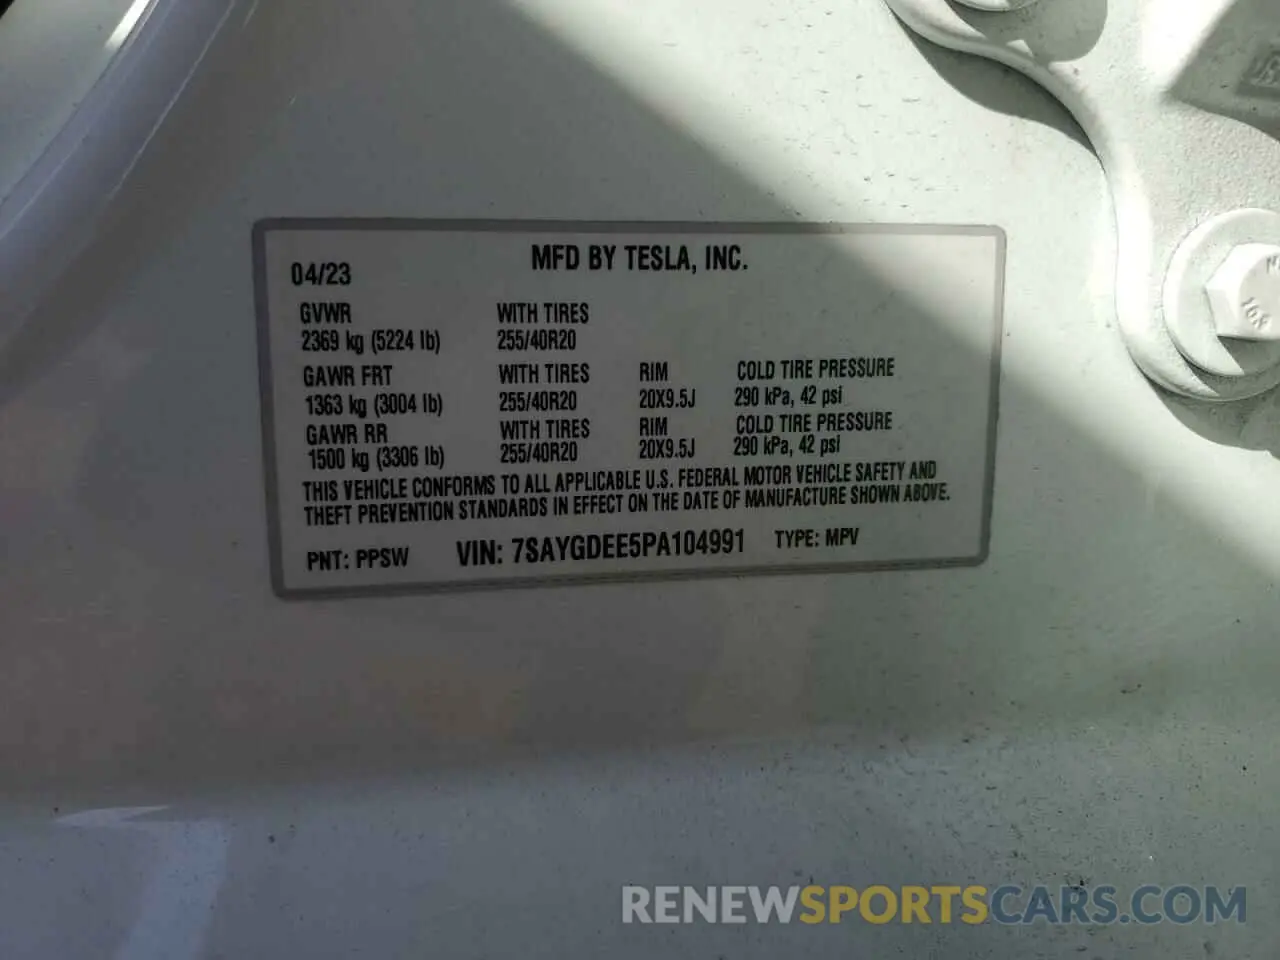 MFD BY TESLA, INC.
04/23
GVWR WITH TIRES
2369 kg (5224 lb) 255/40R20
GAWR FRT WITH TIRES RIM COLD TIRE PRESSURE
1363 kg (3004 lb) 255/40R20 20X9.5J 290 kPa, 42 psi
GAWR RR WITH TIRES RIM COLD TIRE PRESSURE
1500 kg (3306 lb) 255/40R20 20X9.5J 290 kPa, 42 psi
THIS VEHICLE CONFORMS TO ALL APPLICABLE U.S. FEDERAL MOTOR VEHICLE SAFETY AND
THEFT PREVENTION STANDARDS IN EFFECT ON THE DATE OF MANUFACTURE SHOWN ABOVE.
PNT: PPSW VIN: 7SAYGDEE5PA104991 TYPE: MPV
RENEWSPORTSCARS.COM